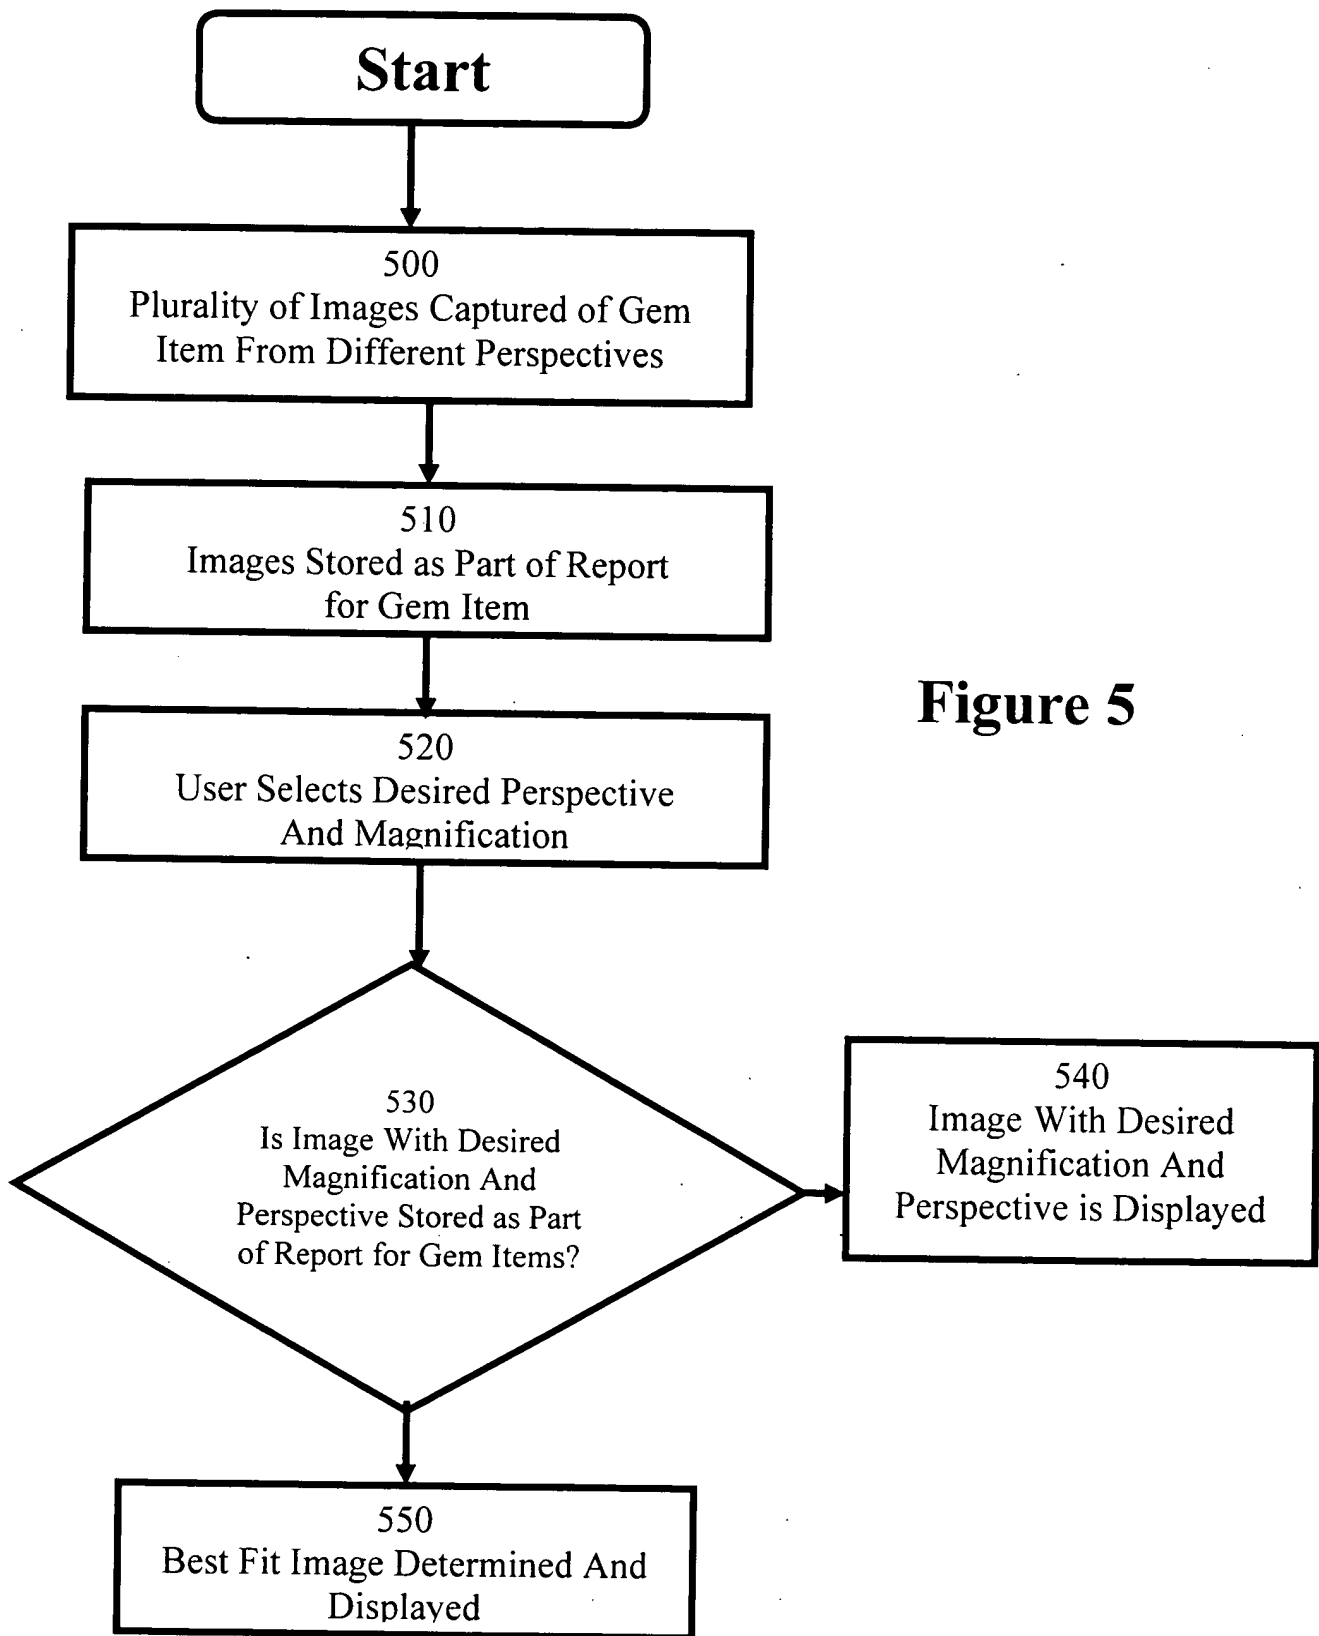 Start
500
Plurality of Images Captured of Gem
Item From Different Perspectives
510
Images Stored as Part of Report
for Gem Item
520
User Selects Desired Perspective
And Magnification
Figure 5
530
Is Image With Desired
Magnification And
Perspective Stored as Part
of Report for Gem Items?
540
Image With Desired
Magnification And
Perspective is Displayed
550
Best Fit Image Determined And
Displayed